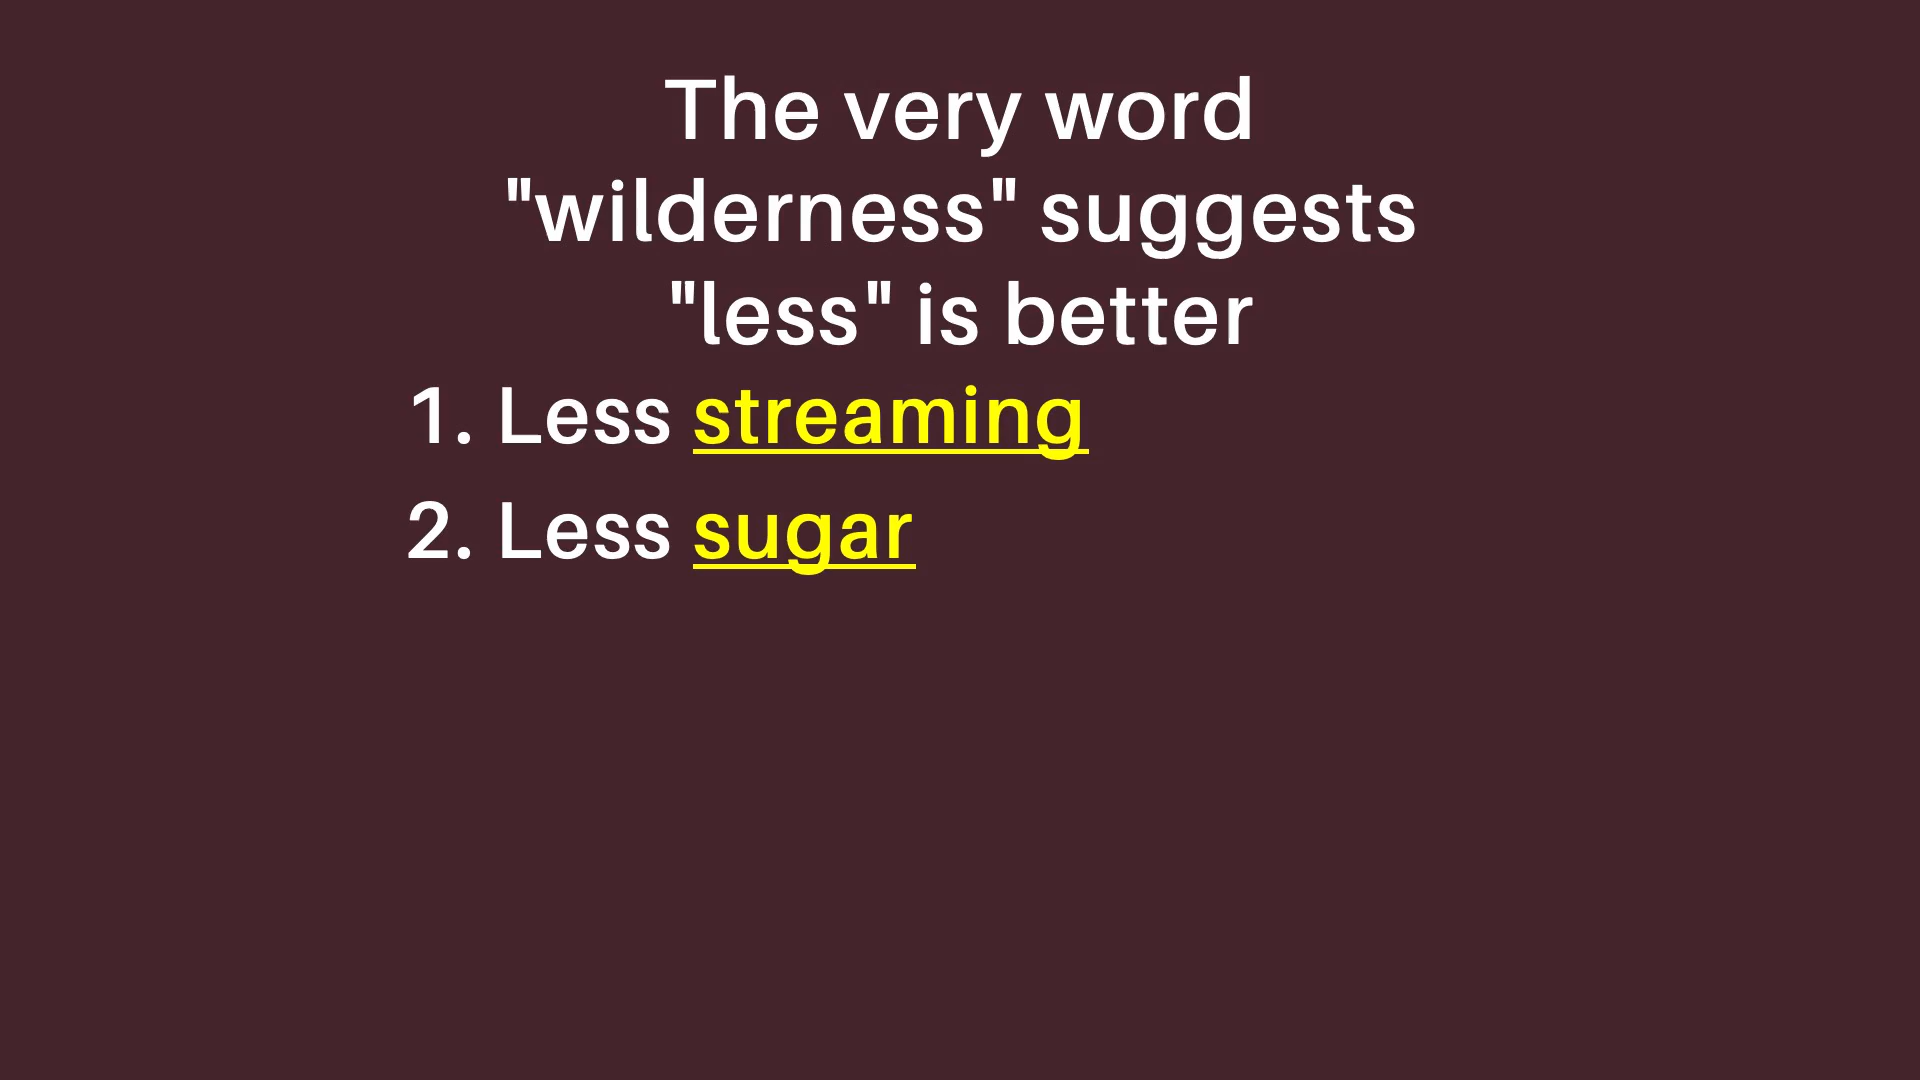 The very word
"wilderness" suggests
"less" is better
1. Less streaming
2. Less sugar